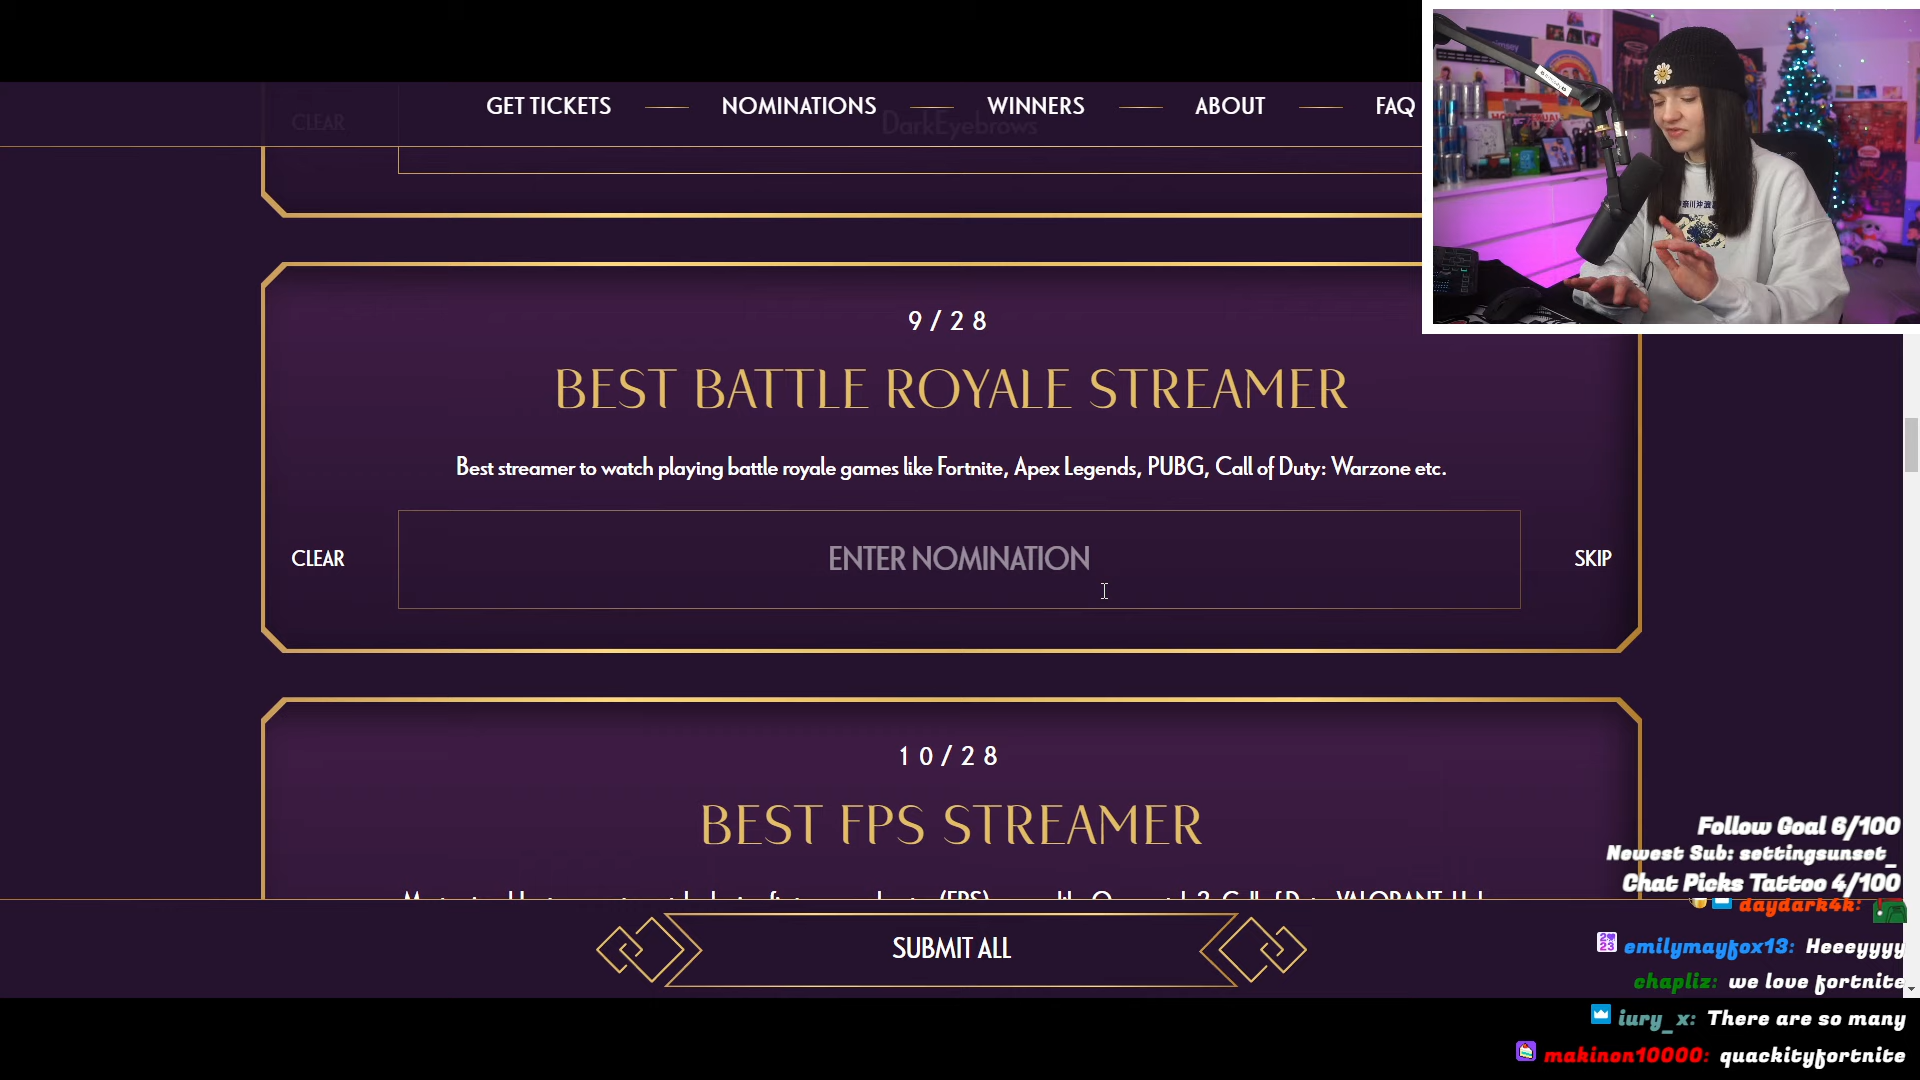 GET TICKETS
NOMINATIONS
WINNERS
ABOUT
FAQ
CLEAR
DarkEyebrows
9/28
BEST BATTLE ROYALE STREAMER
Best streamer to watch playing battle royale games like Fortnite, Apex Legends, PUBG, Call of Duty: Warzone etc.
CLEAR
ENTER NOMINATION
SKIP
10/28
BEST FPS STREAMER
SUBMIT ALL
Follow Goal 6/100
Newest Sub: settingsunset_
Chat Picks Tattoo 4/100
daydark4k:
emilymayfox13: Heeeyyyy
chapliz: we love fortnite
iury_x: There are so many
makinon10000: quackityfortnite